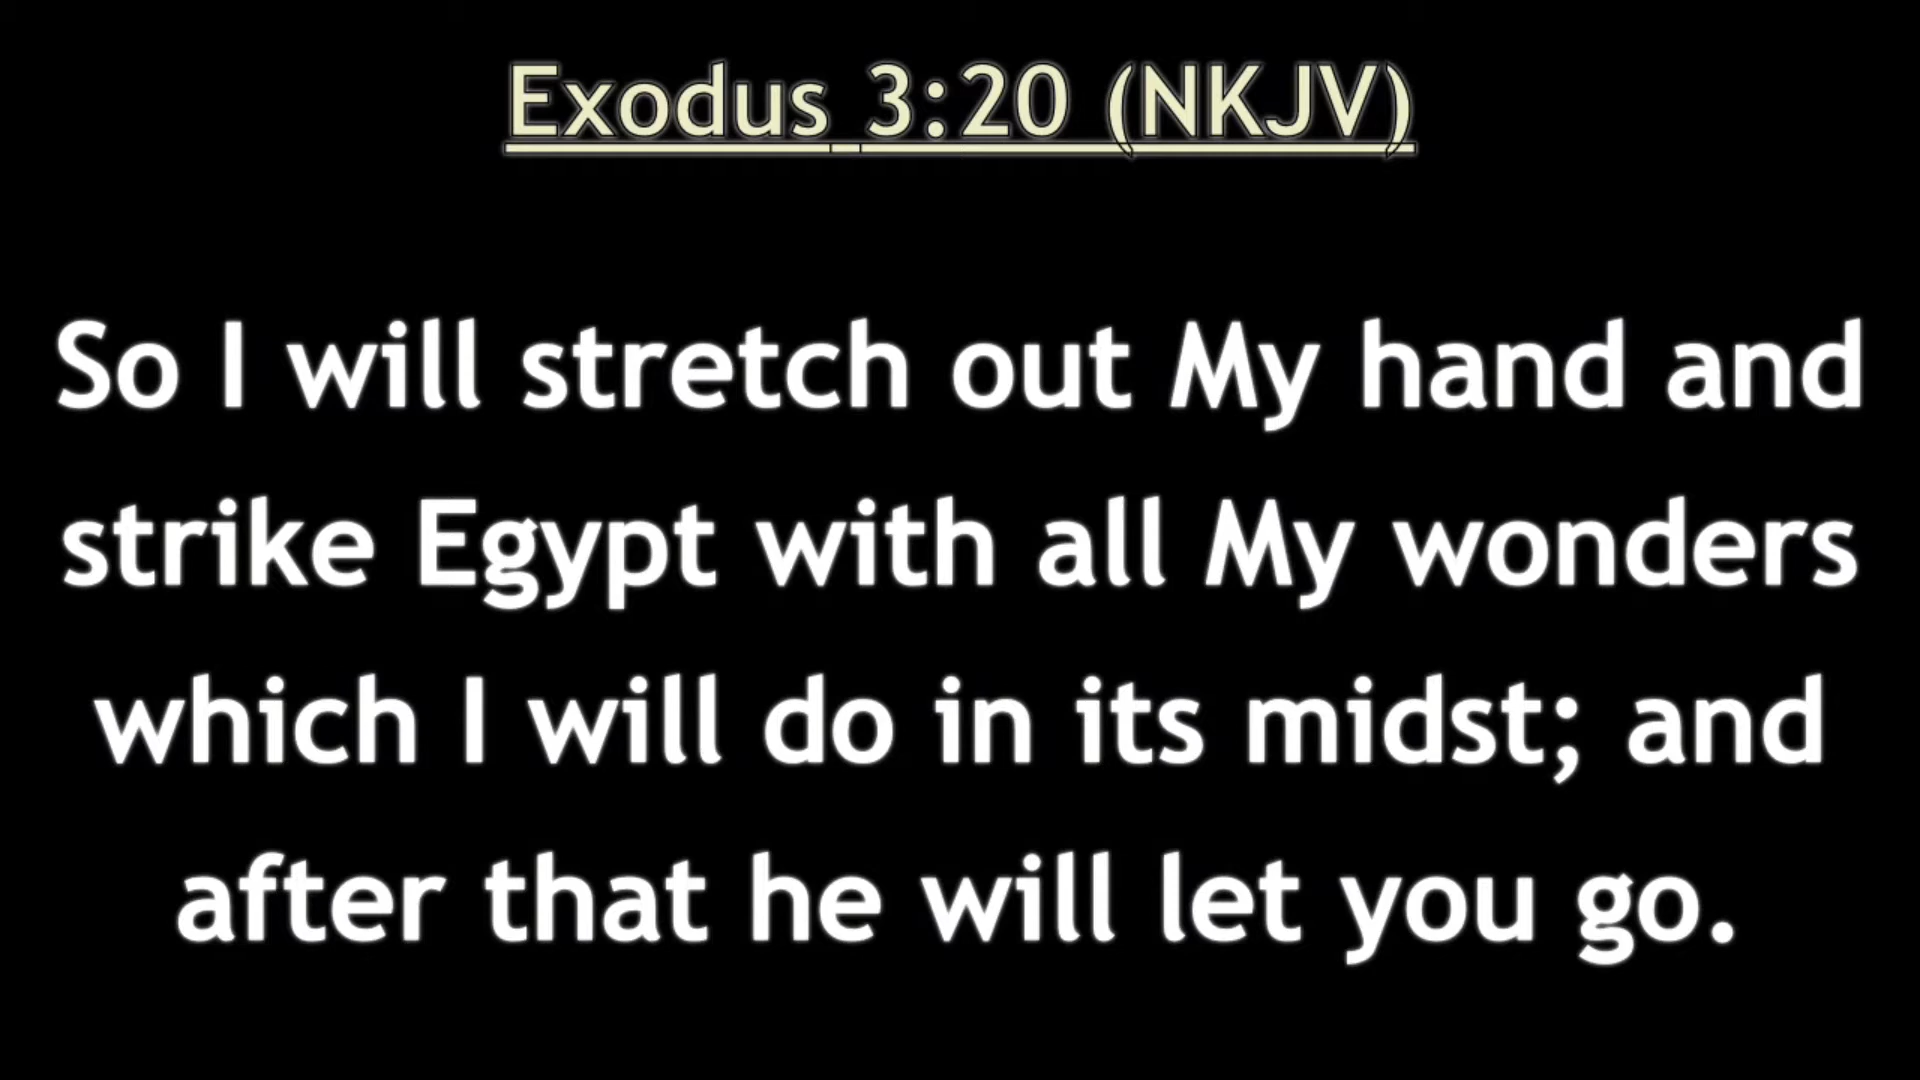 Exodus 3:20 (NKJV)
So I will stretch out My hand and
strike Egypt with all My wonders
which I will do in its midst; and
after that he will let you go.